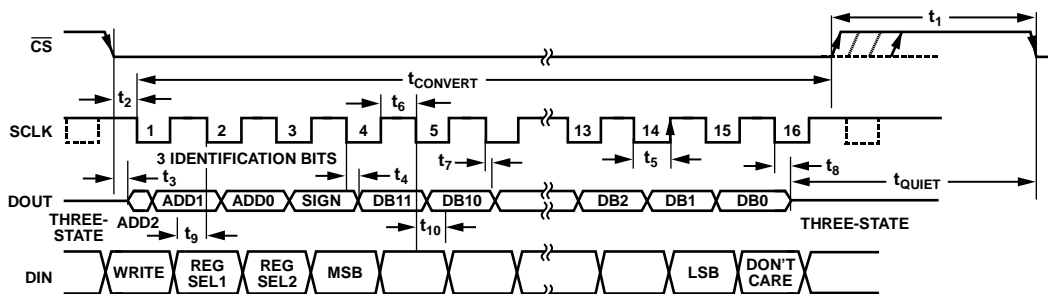 t1
CS
tCONVERT
t2
t6
SCLK
1 2 3 4 5 13 14 15 16
3 IDENTIFICATION BITS
t7
t5
t8
t3
t4
tQUIET
DOUT
ADD1 ADD0 SIGN DB11 DB10 DB2 DB1 DB0
THREE-STATE
ADD2
THREE-STATE
t9
t10
DIN
WRITE
REG SEL1
REG SEL2
MSB
LSB
DON'T CARE